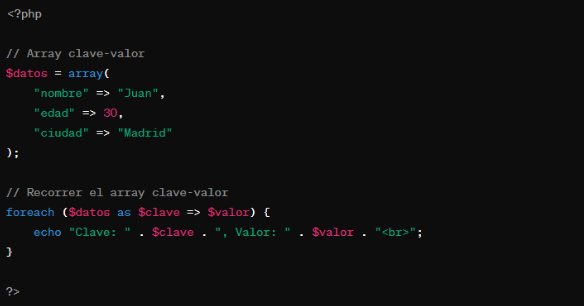 <?php
// Array clave-valor
$datos = array(
    "nombre" => "Juan",
    "edad" => 30,
    "ciudad" => "Madrid"
);
// Recorrer el array clave-valor
foreach ($datos as $clave => $valor) {
    echo "Clave: " . $clave . ", Valor: " . $valor . "<br>";
}
?>